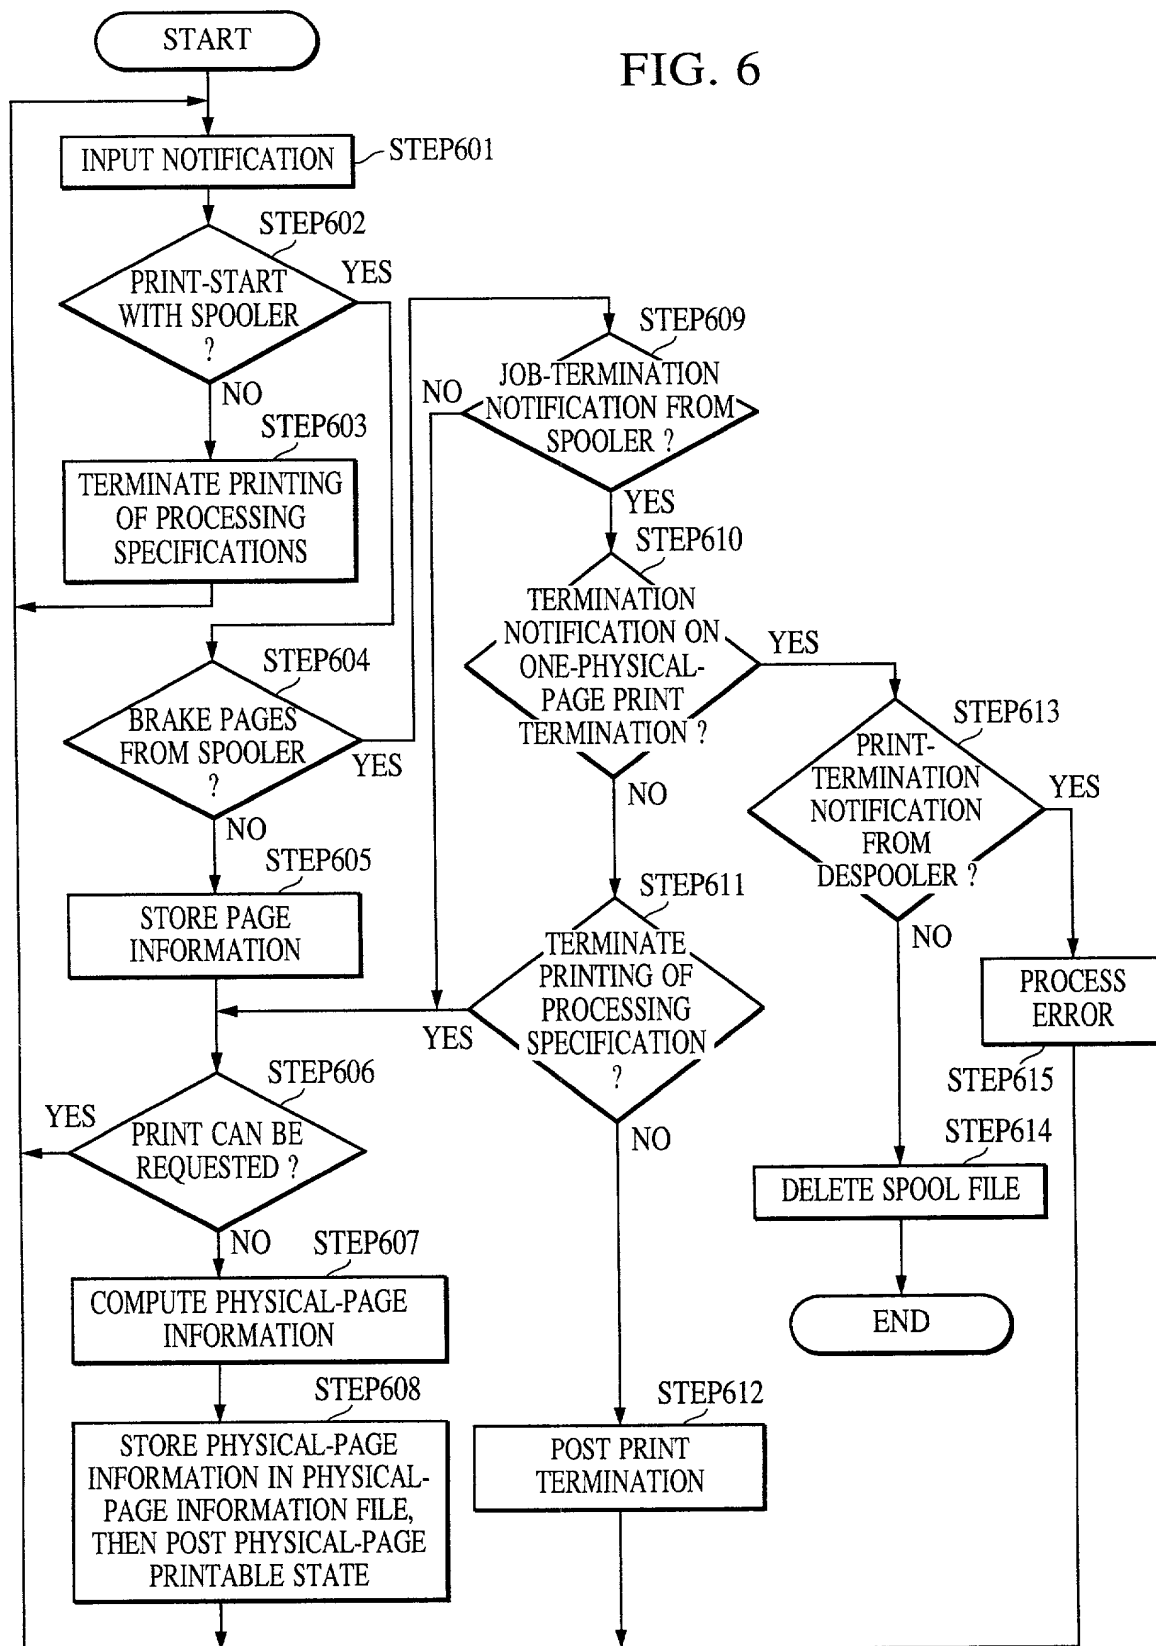 START
FIG. 6
INPUT NOTIFICATION
STEP601
STEP602
PRINT-START
WITH SPOOLER
?
YES
NO
STEP603
TERMINATE PRINTING
OF PROCESSING
SPECIFICATIONS
STEP604
BRAKE PAGES
FROM SPOOLER
?
YES
NO
STEP605
STORE PAGE
INFORMATION
STEP606
YES
PRINT CAN BE
REQUESTED ?
NO
STEP607
COMPUTE PHYSICAL-PAGE
INFORMATION
STEP608
STORE PHYSICAL-PAGE
INFORMATION IN PHYSICAL-
PAGE INFORMATION FILE,
THEN POST PHYSICAL-PAGE
PRINTABLE STATE
STEP609
NO
JOB-TERMINATION
NOTIFICATION FROM
SPOOLER ?
YES
STEP610
TERMINATION
NOTIFICATION ON
ONE-PHYSICAL-
PAGE PRINT
TERMINATION ?
YES
NO
STEP611
TERMINATE
PRINTING OF
PROCESSING
SPECIFICATION
?
YES
NO
STEP612
POST PRINT
TERMINATION
STEP613
PRINT-
TERMINATION
NOTIFICATION
FROM
DESPOOLER ?
YES
NO
PROCESS
ERROR
STEP615
STEP614
DELETE SPOOL FILE
END